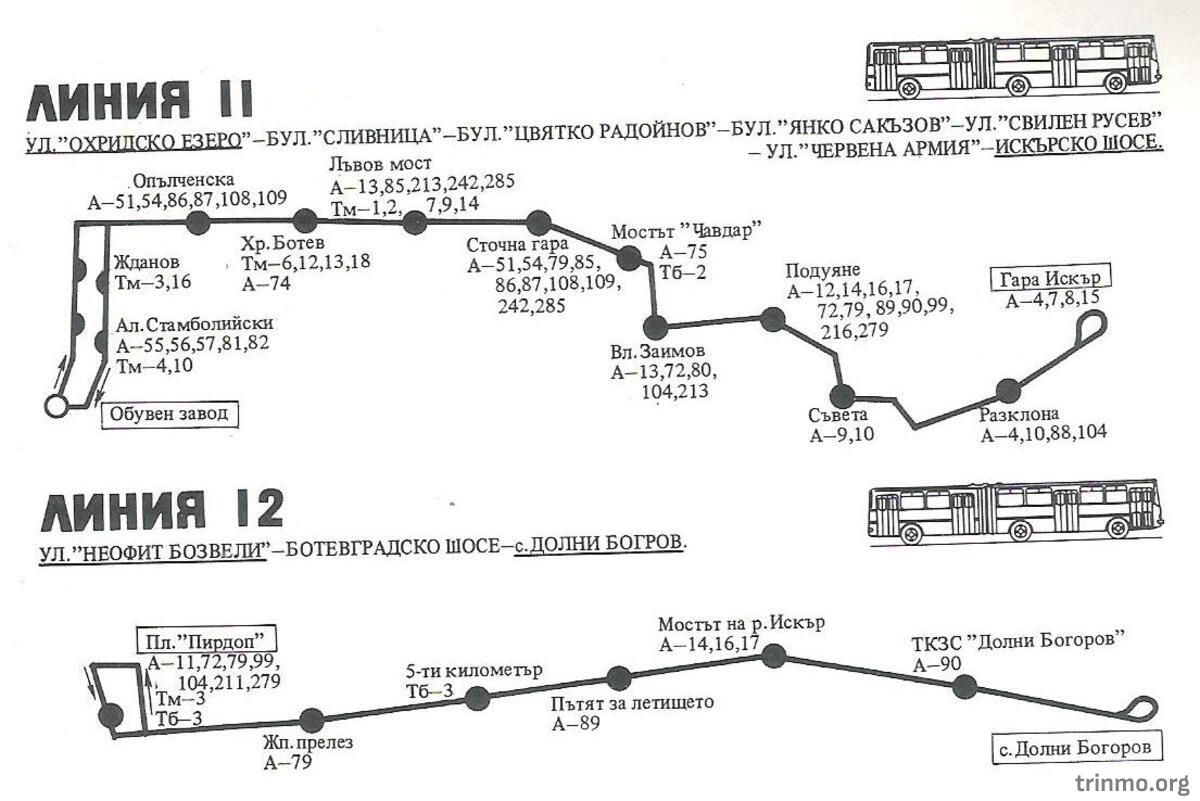 ЛИНИЯ 11
УЛ."ОХРИДСКО ЕЗЕРО"–БУЛ."СЛИВНИЦА"–БУЛ."ЦВЯТКО РАДОЙНОВ"–БУЛ."ЯНКО САКЪЗОВ"–УЛ."СВИЛЕН РУСЕВ"
– УЛ."ЧЕРВЕНА АРМИЯ"–ИСКЪРСКО ШОСЕ.
Опълченска
А–51,54,86,87,108,109
Лъвов мост
А–13,85,213,242,285
Тм–1,2, 7,9,14
Жданов
Тм–3,16
Ал.Стамболийски
А–55,56,57,81,82
Тм–4,10
Обувен завод
Хр.Ботев
Тм–6,12,13,18
А–74
Сточна гара
А–51,54,79,85,
86,87,108,109,
242,285
Мостът "Чавдар"
А–75
Тб–2
Вл.Заимов
А–13,72,80,
104,213
Подуяне
А–12,14,16,17,
72,79, 89,90,99,
216,279
Съвета
А–9,10
Гара Искър
А–4,7,8,15
Разклона
А–4,10,88,104
ЛИНИЯ 12
УЛ."НЕОФИТ БОЗВЕЛИ"–БОТЕВГРАДСКО ШОСЕ–с.ДОЛНИ БОГРОВ.
Пл."Пирдоп"
А–11,72,79,99,
104,211,279
Тм–3
Тб–3
Жп.прелез
А–79
5-ти километър
Тб–3
Пътят за летището
А–89
Мостът на р.Искър
А–14,16,17
ТКЗС "Долни Богоров"
А–90
с.Долни Богоров
trinmo.org